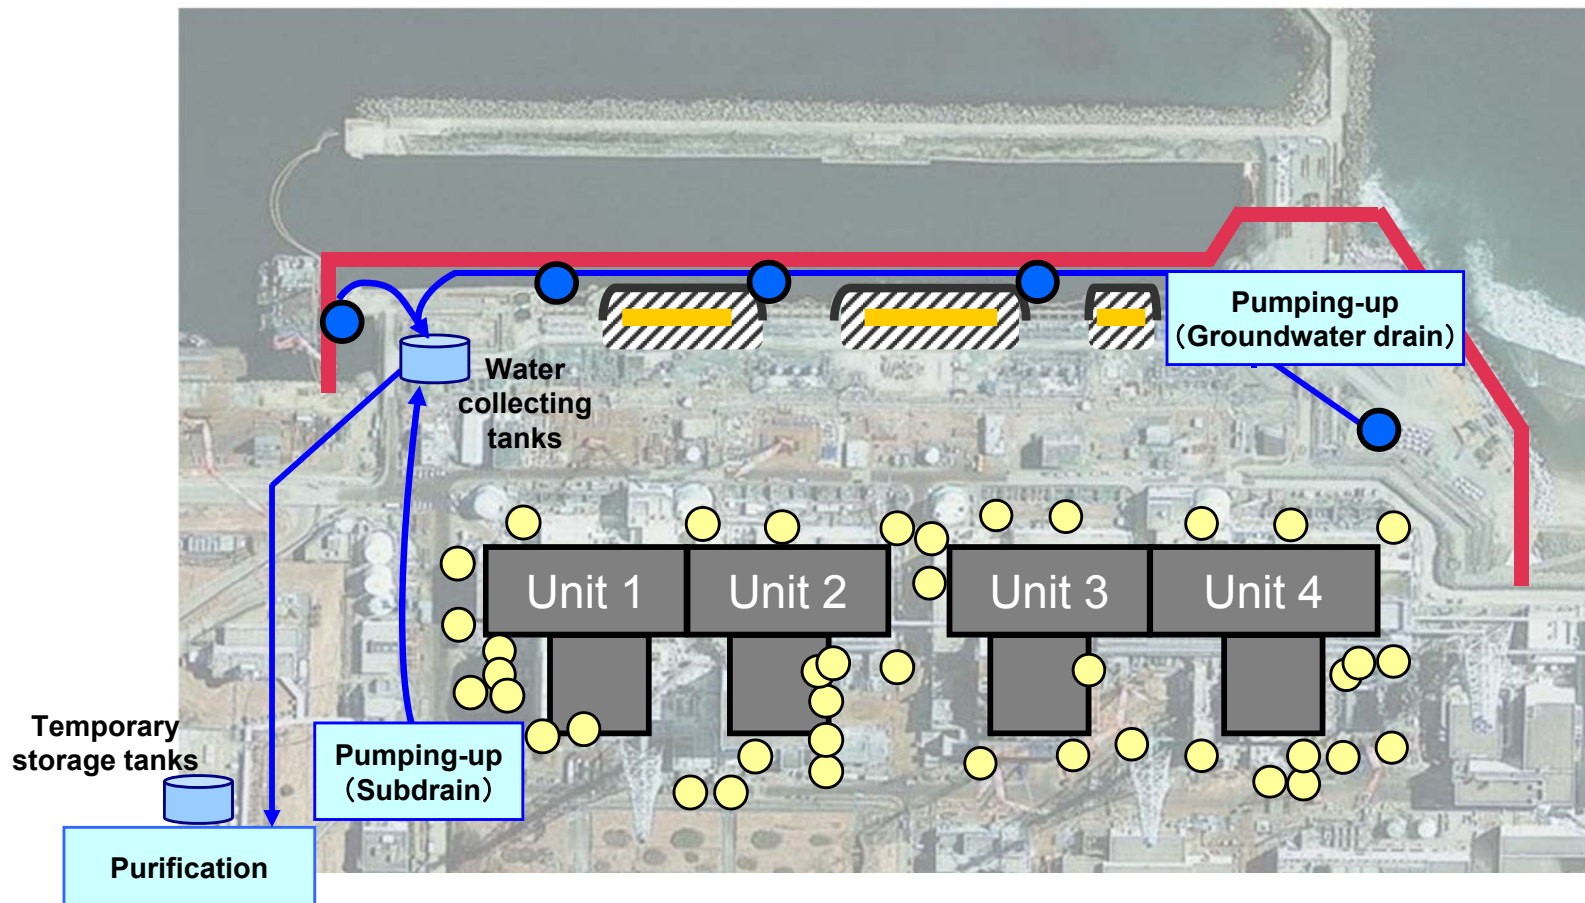 Pumping-up
（Groundwater drain）
Water
collecting
tanks
Unit 1
Unit 2
Unit 3
Unit 4
Temporary
storage tanks
Pumping-up
（Subdrain）
Purification